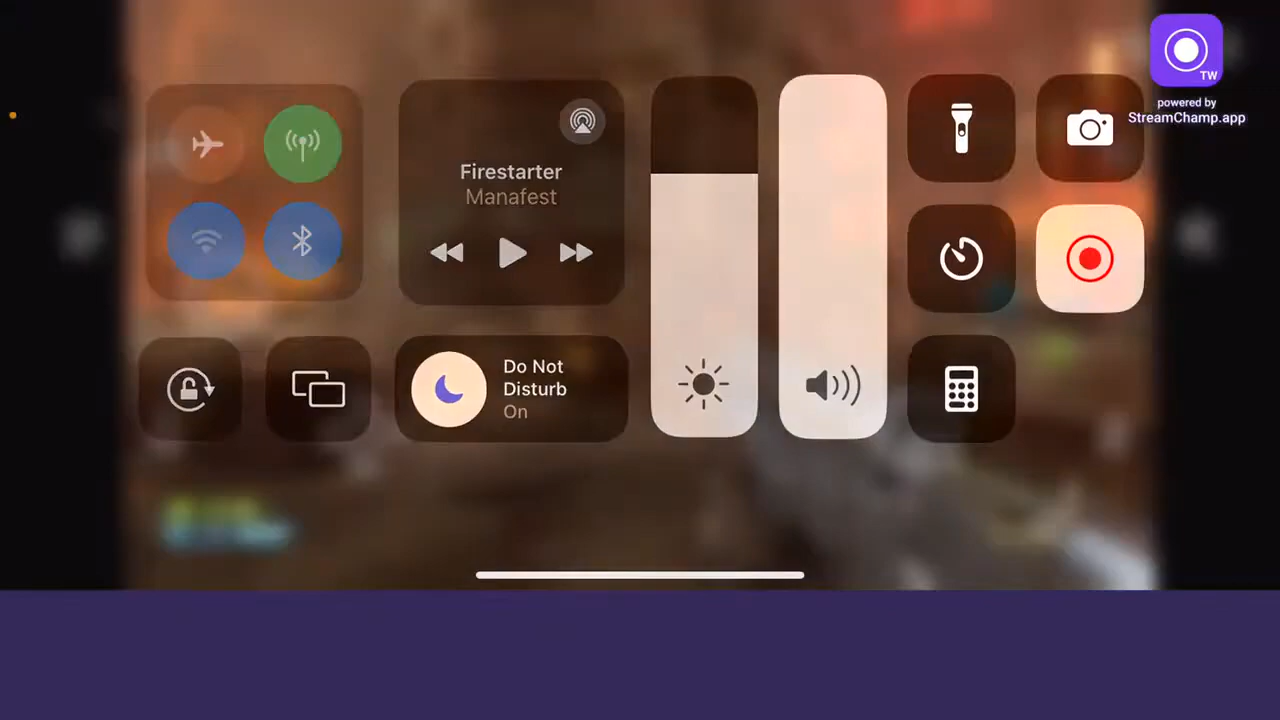 TW
powered by
StreamChamp.app
Firestarter
Manafest
Do Not
Disturb
On